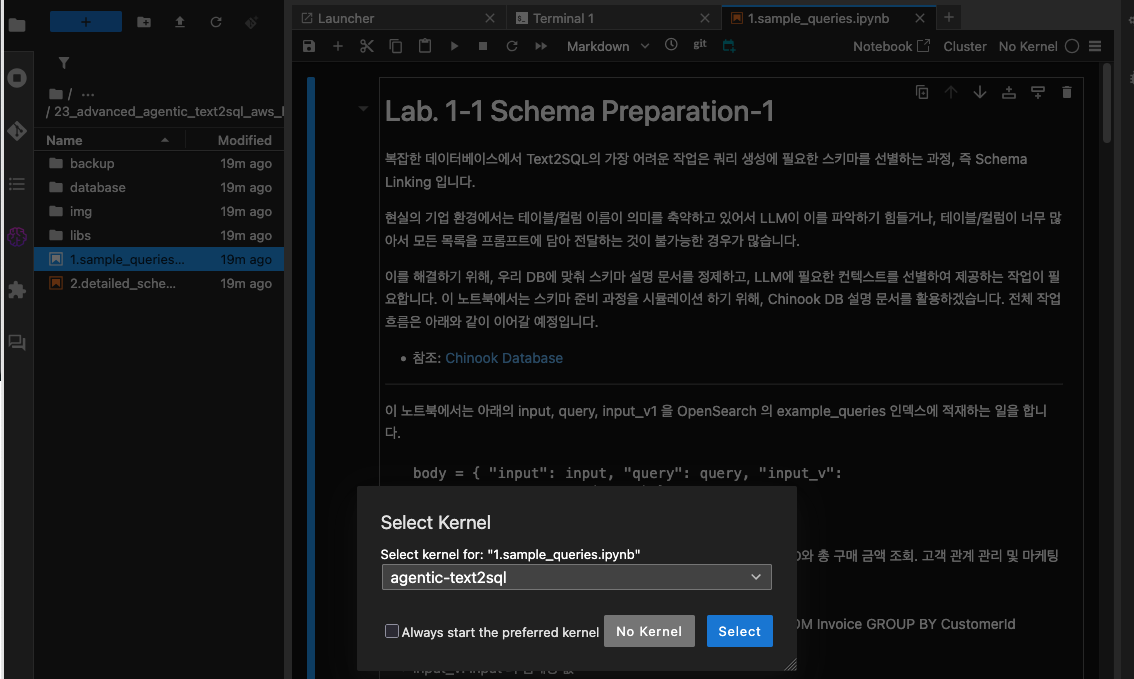 +
Launcher
Terminal 1
1.sample_queries.ipynb
+
Markdown
git
Notebook
Cluster
No Kernel
/ ...
/ 23_advanced_agentic_text2sql_aws_
Name
Modified
backup 19m ago
database 19m ago
img 19m ago
libs 19m ago
1.sample_queries... 19m ago
2.detailed_sche... 19m ago
Lab. 1-1 Schema Preparation-1
복잡한 데이터베이스에서 Text2SQL의 가장 어려운 작업은 쿼리 생성에 필요한 스키마를 선별하는 과정, 즉 Schema
Linking 입니다.
현실의 기업 환경에서는 테이블/컬럼 이름이 의미를 축약하고 있어서 LLM이 이를 파악하기 힘들거나, 테이블/컬럼이 너무 많
아서 모든 목록을 프롬프트에 담아 전달하는 것이 불가능한 경우가 많습니다.
이를 해결하기 위해, 우리 DB에 맞춰 스키마 설명 문서를 정제하고, LLM에 필요한 컨텍스트를 선별하여 제공하는 작업이 필
요합니다. 이 노트북에서는 스키마 준비 과정을 시뮬레이션 하기 위해, Chinook DB 설명 문서를 활용하겠습니다. 전체 작업
흐름은 아래와 같이 이어갈 예정입니다.
• 참조: Chinook Database
이 노트북에서는 아래의 input, query, input_v1 을 OpenSearch 의 example_queries 인덱스에 적재하는 일을 합니
다.
body = { "input": input, "query": query, "input_v":
와 총 구매 금액 조회. 고객 관계 관리 및 마케팅
Invoice GROUP BY CustomerId
Select Kernel
Select kernel for: "1.sample_queries.ipynb"
agentic-text2sql
Always start the preferred kernel
No Kernel
Select